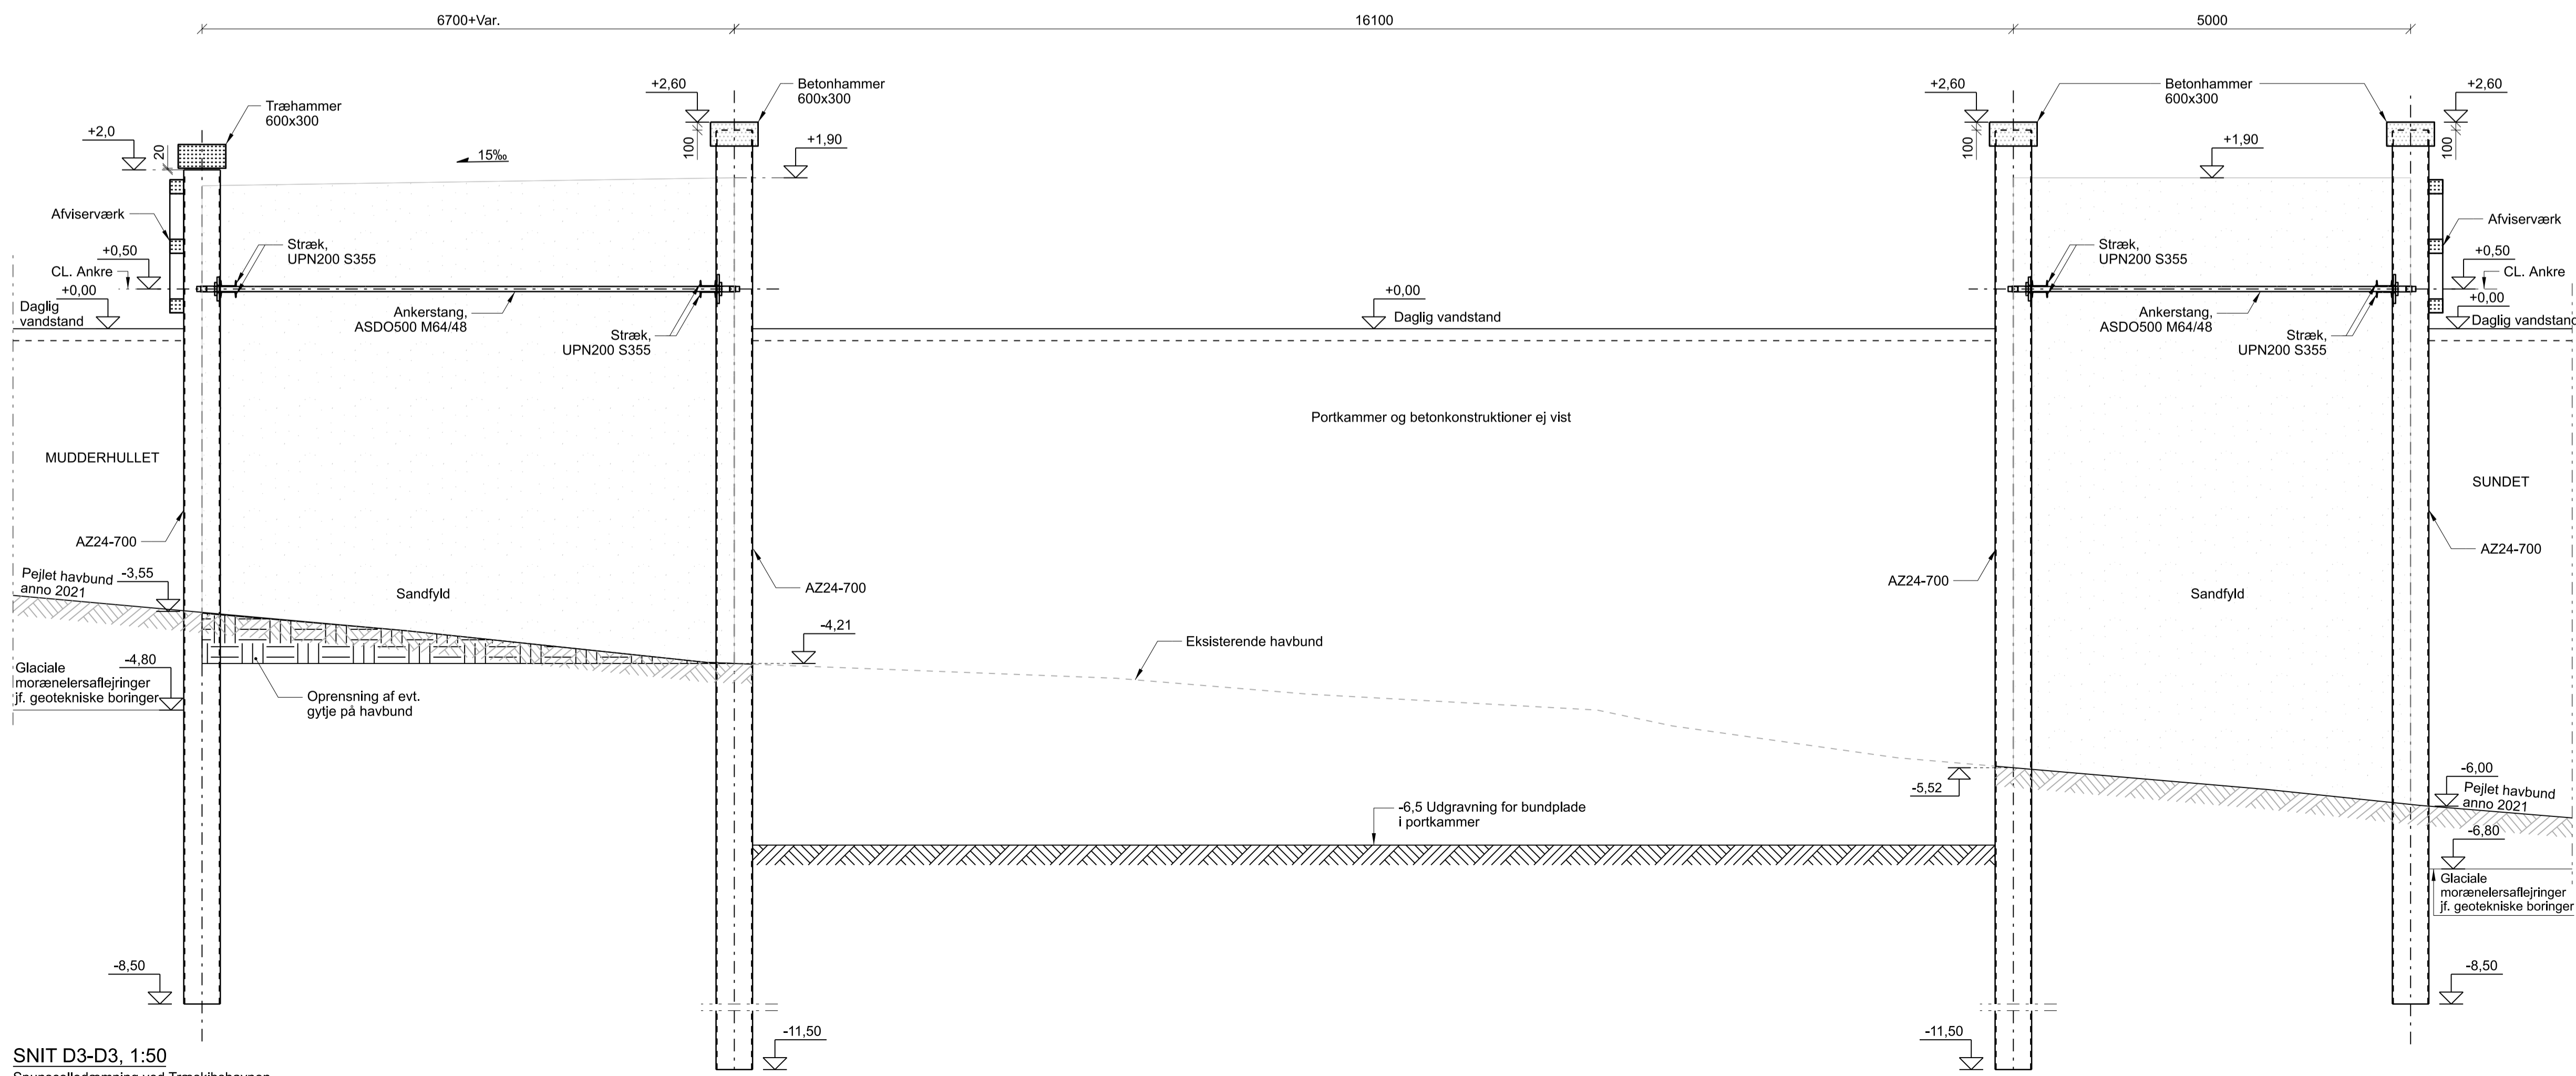 6700+Var.
16100
5000
+2,60
Betonhammer
600x300
+2,60
Betonhammer
600x300
+2,60
Træhammer
600x300
+2,0
20
100
15‰
+1,90
100
+1,90
100
Afviserværk
Stræk,
UPN200 S355
Stræk,
UPN200 S355
Afviserværk
+0,50
CL. Ankre
+0,00
Daglig
vandstand
Ankerstang,
ASDO500 M64/48
Stræk,
UPN200 S355
+0,00
Daglig vandstand
Ankerstang,
ASDO500 M64/48
Stræk,
UPN200 S355
+0,50
CL. Ankre
+0,00
Daglig vandstand
Portkammer og betonkonstruktioner ej vist
MUDDERHULLET
SUNDET
AZ24-700
AZ24-700
AZ24-700
AZ24-700
Pejlet havbund
anno 2021
-3,55
Sandfyld
Sandfyld
-4,21
Eksisterende havbund
Glaciale
morænelersaflejringer
jf. geotekniske boringer
-4,80
Oprensning af evt.
gytje på havbund
-5,52
-6,00
Pejlet havbund
anno 2021
-6,5 Udgravning for bundplade
i portkammer
-6,80
Glaciale
morænelersaflejringer
jf. geotekniske boringer
-8,50
-8,50
-11,50
-11,50
SNIT D3-D3, 1:50